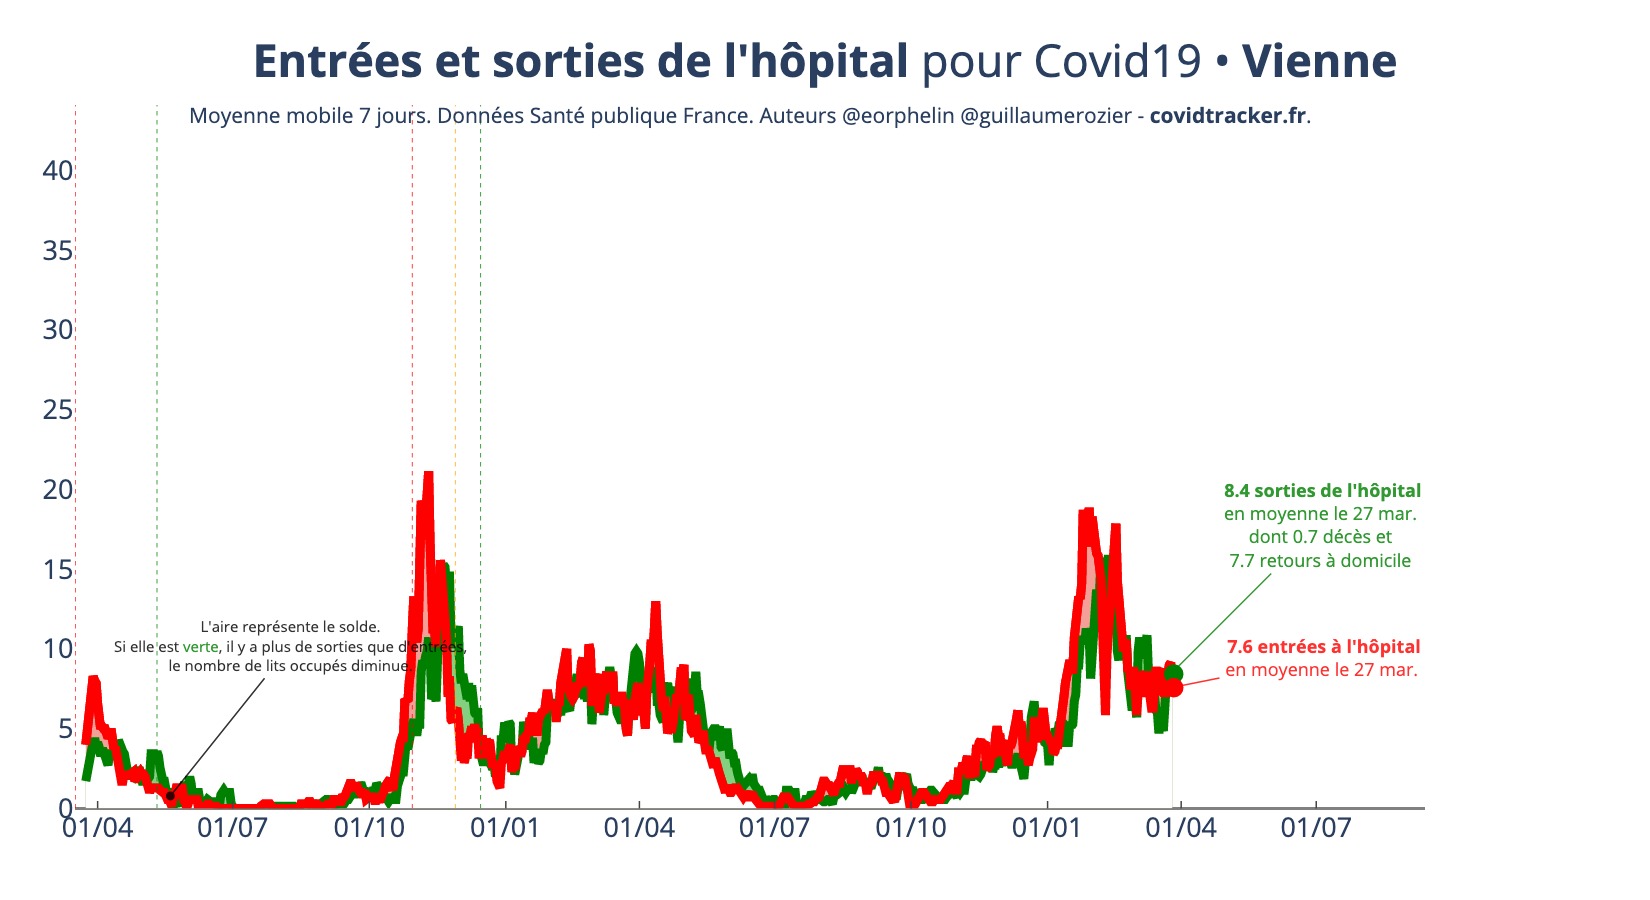 Entrées et sorties de l'hôpital pour Covid19 • Vienne
Moyenne mobile 7 jours. Données Santé publique France. Auteurs @eorphelin @guillaumerozier - covidtracker.fr.
40
35
30
25
20
15
10
5
0
8.4 sorties de l'hôpital
en moyenne le 27 mar.
dont 0.7 décès et
7.7 retours à domicile
L'aire représente le solde.
Si elle est verte, il y a plus de sorties que d'entrées,
le nombre de lits occupés diminue.
7.6 entrées à l'hôpital
en moyenne le 27 mar.
01/04 01/07 01/10 01/01 01/04 01/07 01/10 01/01 01/04 01/07